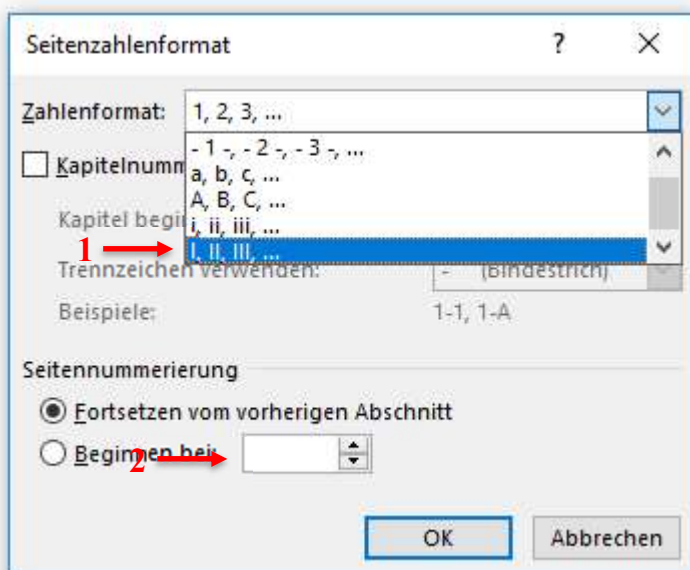 Seitenzahlenformat ? ×
Zahlenformat: 1, 2, 3, ...
- 1 -, - 2 -, - 3 -, ...
Kapitelnumm
a, b, c, ...
A, B, C, ...
Kapitel begi
i, ii, iii, ...
1
I, II, III, ...
Trennzeichen verwenden: - (Bindestrich)
Beispiele: 1-1, 1-A
Seitennummerierung
Fortsetzen vom vorherigen Abschnitt
Beginnen bei:
2
OK Abbrechen